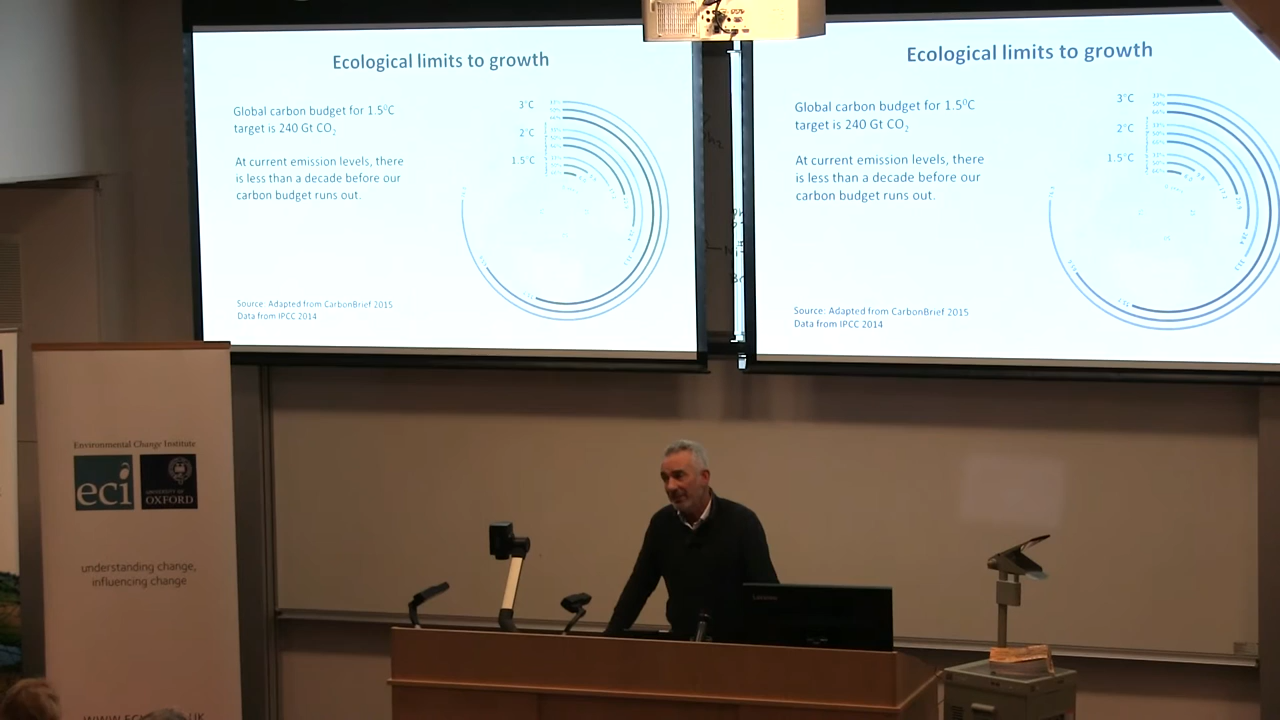 Ecological limits to growth
Global carbon budget for 1.5°C
target is 240 Gt CO₂
At current emission levels, there
is less than a decade before our
carbon budget runs out.
3°C
2°C
1.5°C
Source: Adapted from CarbonBrief 2015
Data from IPCC 2014
Ecological limits to growth
Global carbon budget for 1.5°C
target is 240 Gt CO₂
At current emission levels, there
is less than a decade before our
carbon budget runs out.
3°C
2°C
1.5°C
Source: Adapted from CarbonBrief 2015
Data from IPCC 2014
Environmental Change Institute
eci
UNIVERSITY OF
OXFORD
understanding change,
influencing change
Lenovo